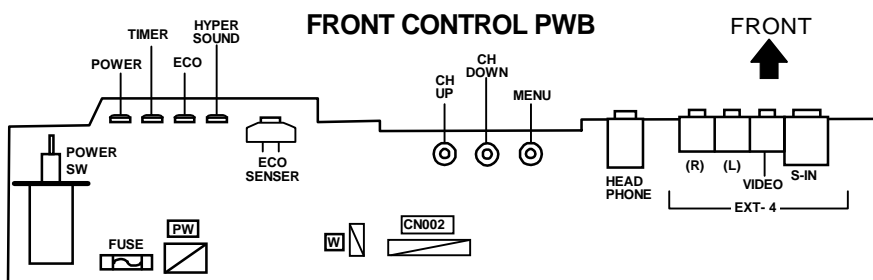 FRONT CONTROL PWB
FRONT
HYPER
SOUND
TIMER
POWER
ECO
CH
UP
CH
DOWN
MENU
POWER
SW
ECO
SENSER
HEAD
PHONE
(R)
(L)
VIDEO
S-IN
EXT- 4
FUSE
PW
W
CN002